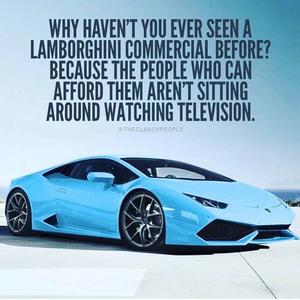 WHY HAVEN'T YOU EVER SEEN A
LAMBORGHINI COMMERCIAL BEFORE?
BECAUSE THE PEOPLE WHO CAN
AFFORD THEM AREN'T SITTING
AROUND WATCHING TELEVISION.
@THECLASSYPEOPLE